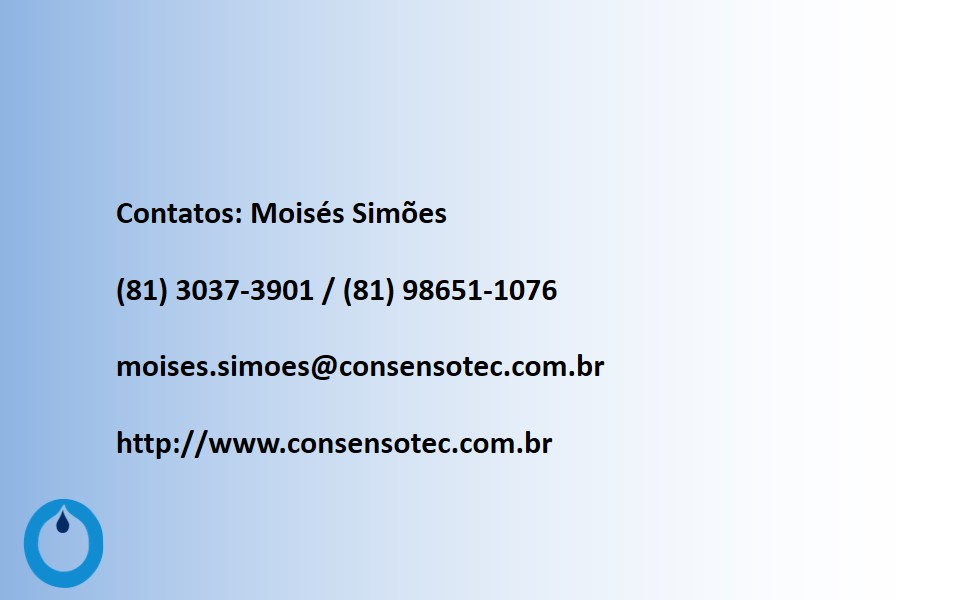 Contatos: Moisés Simões
(81) 3037-3901 / (81) 98651-1076
moises.simoes@consensotec.com.br
http://www.consensotec.com.br